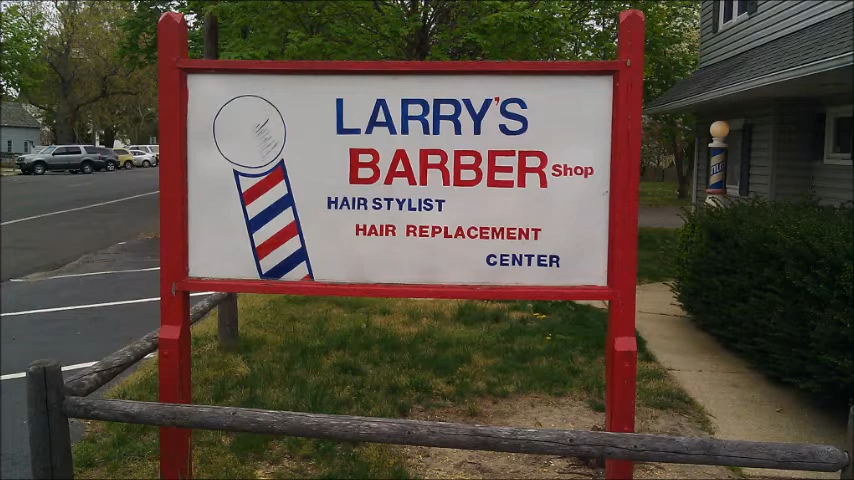 LARRY'S
BARBER Shop
HAIR STYLIST
HAIR REPLACEMENT
CENTER